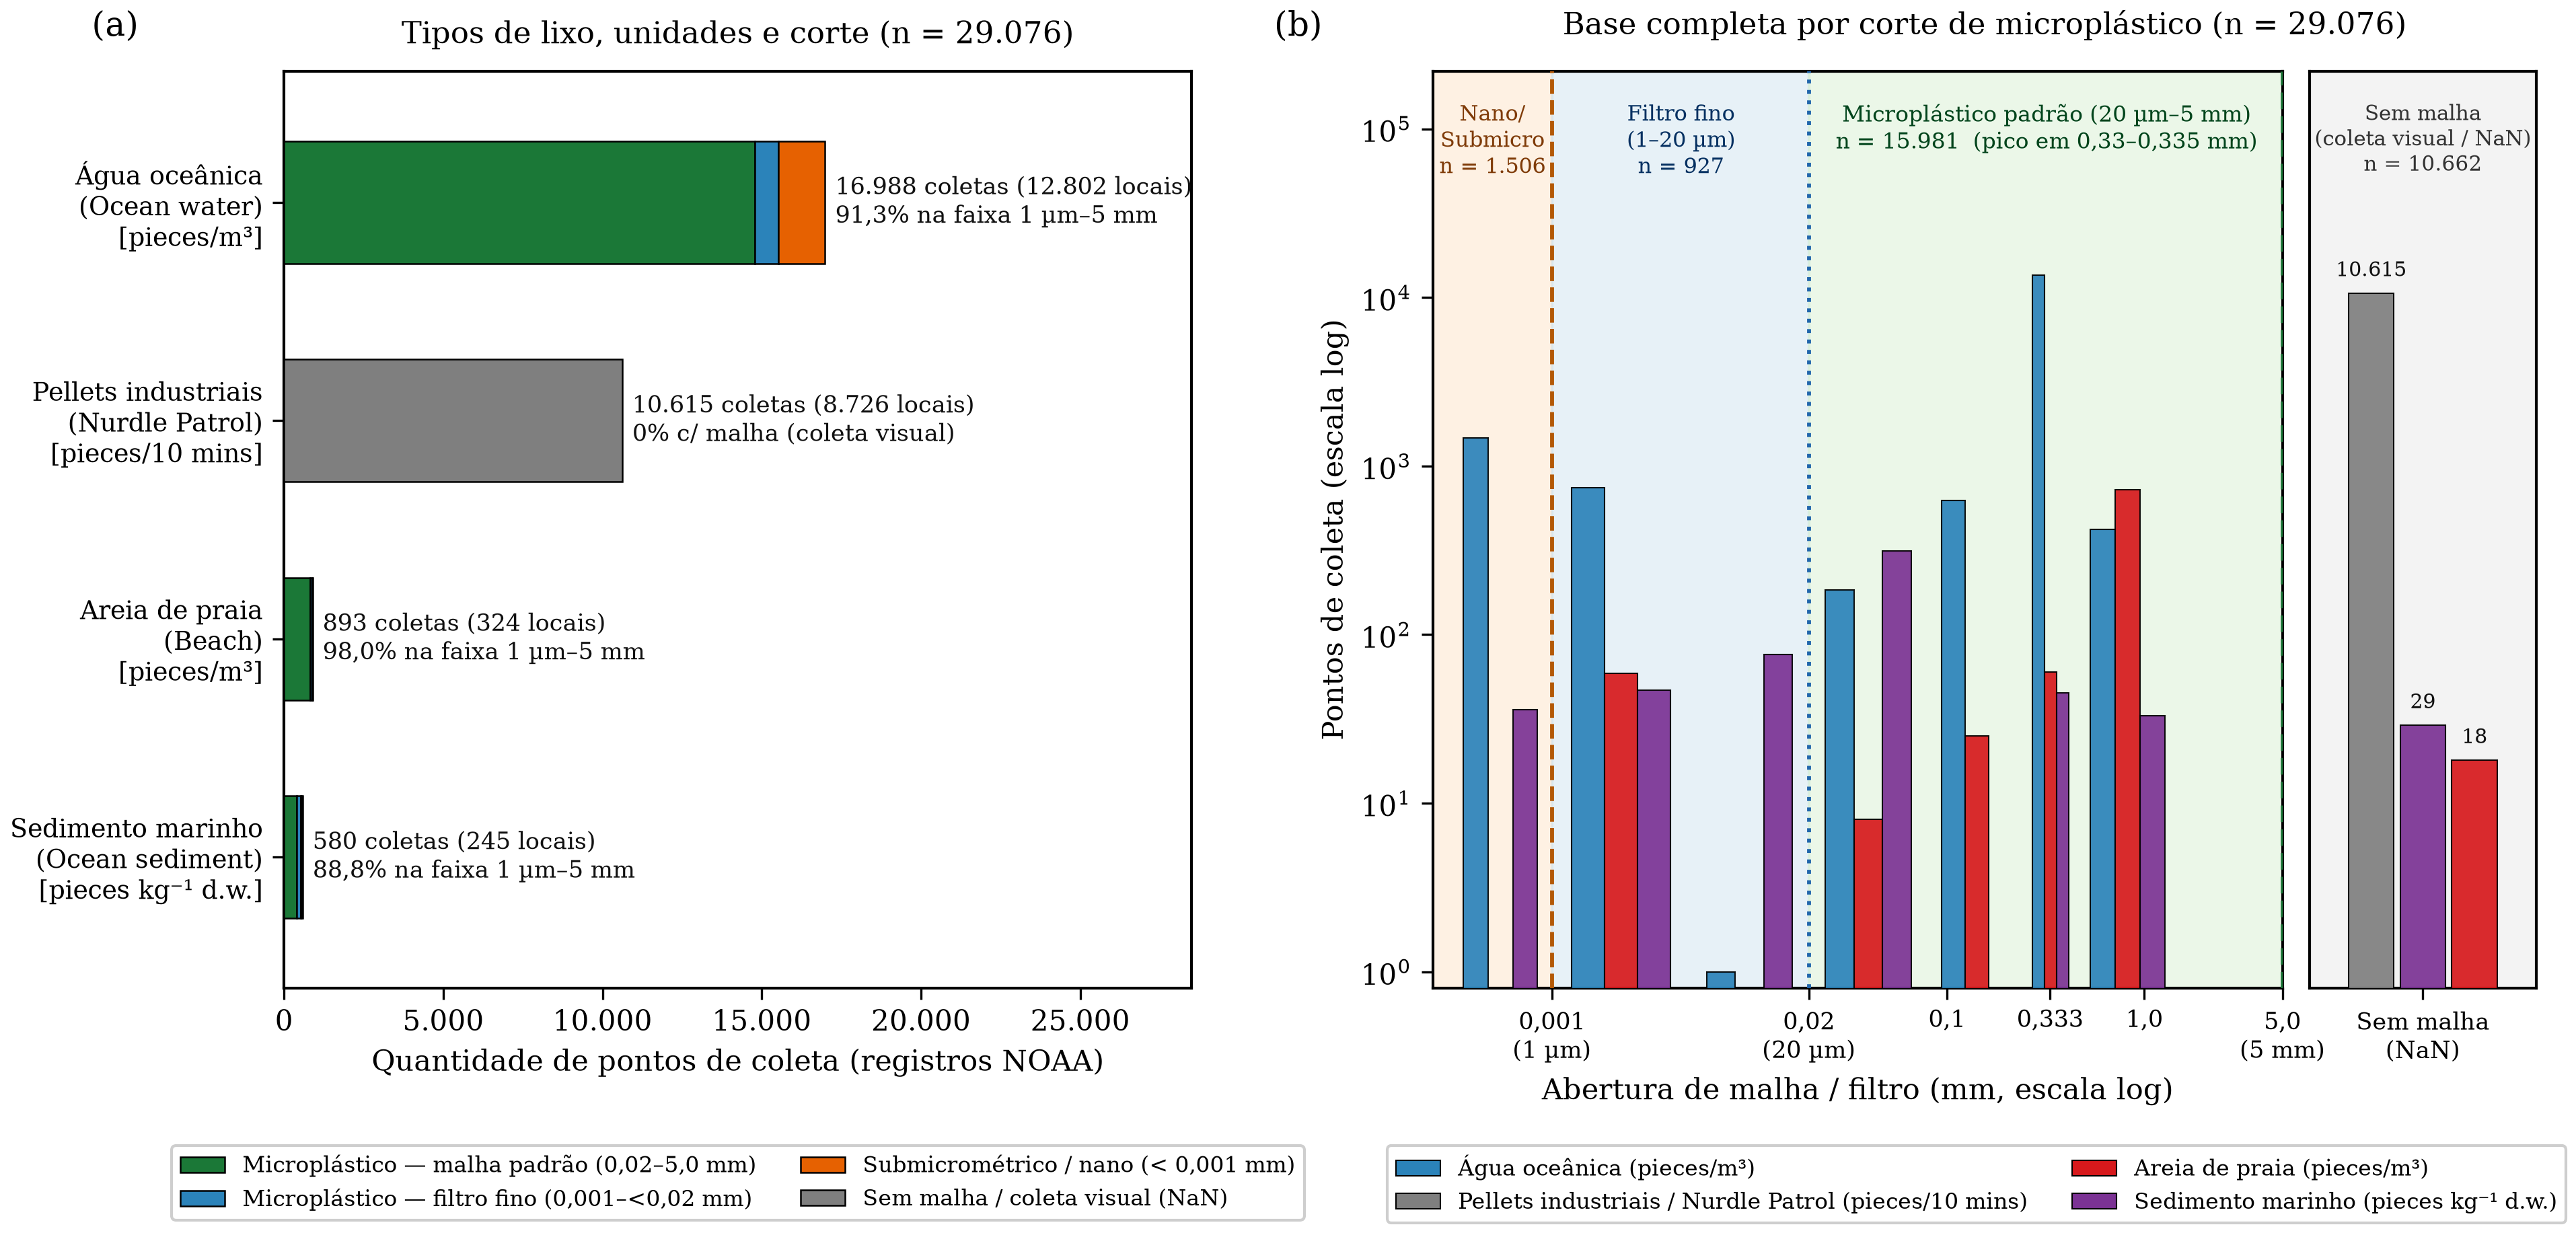 (a)
Tipos de lixo, unidades e corte (n = 29.076)
Água oceânica
(Ocean water)
[pieces/m³]
16.988 coletas (12.802 locais)
91,3% na faixa 1 µm–5 mm
Pellets industriais
(Nurdle Patrol)
[pieces/10 mins]
10.615 coletas (8.726 locais)
0% c/ malha (coleta visual)
Areia de praia
(Beach)
[pieces/m³]
893 coletas (324 locais)
98,0% na faixa 1 µm–5 mm
Sedimento marinho
(Ocean sediment)
[pieces kg⁻¹ d.w.]
580 coletas (245 locais)
88,8% na faixa 1 µm–5 mm
0 5.000 10.000 15.000 20.000 25.000
Quantidade de pontos de coleta (registros NOAA)
Microplástico — malha padrão (0,02–5,0 mm)
Microplástico — filtro fino (0,001–<0,02 mm)
Submicrométrico / nano (< 0,001 mm)
Sem malha / coleta visual (NaN)
(b)
Base completa por corte de microplástico (n = 29.076)
Pontos de coleta (escala log)
10⁵
10⁴
10³
10²
10¹
10⁰
Nano/
Submicro
n = 1.506
Filtro fino
(1–20 µm)
n = 927
Microplástico padrão (20 µm–5 mm)
n = 15.981 (pico em 0,33–0,335 mm)
Sem malha
(coleta visual / NaN)
n = 10.662
10.615
29
18
0,001
(1 µm)
0,02
(20 µm)
0,1
0,333
1,0
5,0
(5 mm)
Sem malha
(NaN)
Abertura de malha / filtro (mm, escala log)
Água oceânica (pieces/m³)
Pellets industriais / Nurdle Patrol (pieces/10 mins)
Areia de praia (pieces/m³)
Sedimento marinho (pieces kg⁻¹ d.w.)